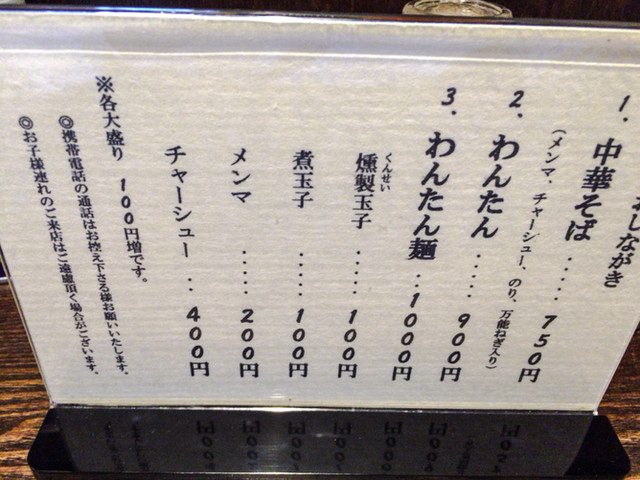 おしながき
1. 中華そば ‥‥‥ 750円
(メンマ、チャーシュー、のり、万能ねぎ入り)
2. わんたん ‥‥‥ 900円
3. わんたん麺 ‥1000円
燻製玉子 ‥‥‥ 100円
くんせい
煮玉子 ‥‥‥ 100円
メンマ ‥‥‥ 200円
チャーシュー ‥ 400円
※各大盛り 100円増です。
◎携帯電話の通話はお控え下さる様お願いいたします。
◎お子様連れのご来店はご遠慮頂く場合がございます。